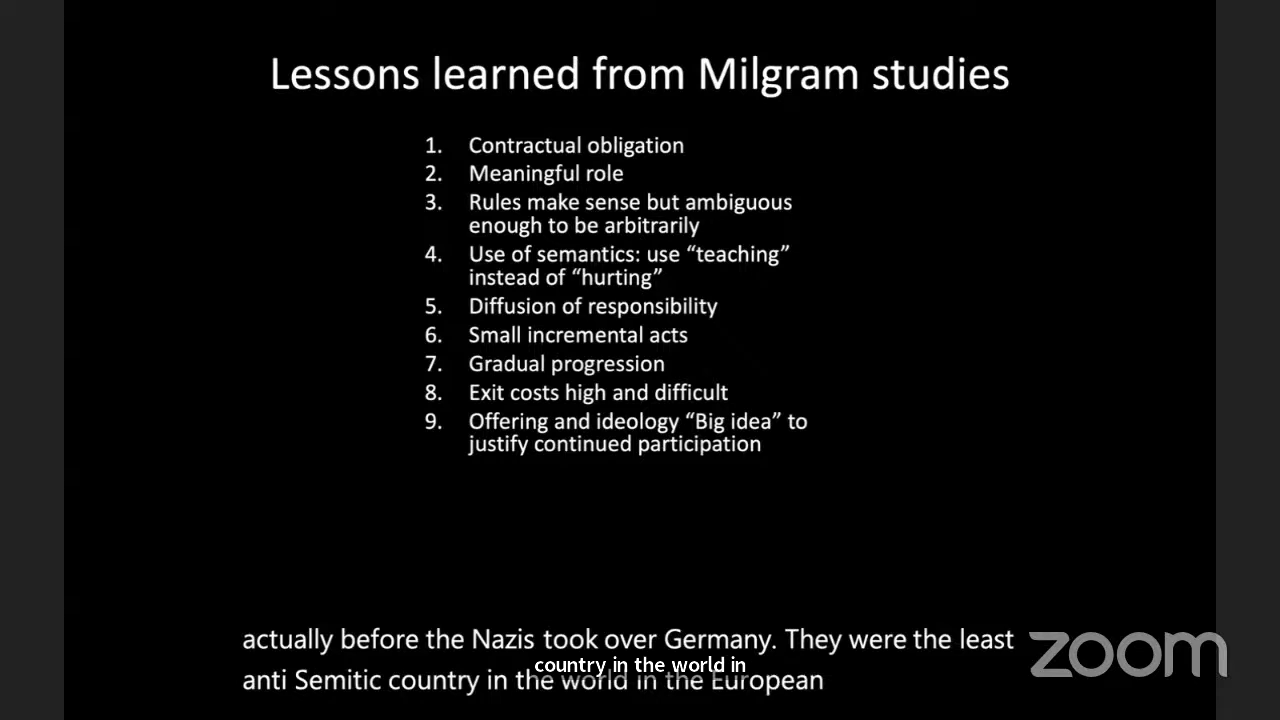 Lessons learned from Milgram studies
1. Contractual obligation
2. Meaningful role
3. Rules make sense but ambiguous
enough to be arbitrarily
4. Use of semantics: use “teaching”
instead of “hurting”
5. Diffusion of responsibility
6. Small incremental acts
7. Gradual progression
8. Exit costs high and difficult
9. Offering and ideology “Big idea” to
justify continued participation
actually before the Nazis took over Germany. They were the least
country in the world in
anti Semitic country in the world in the European
zoom